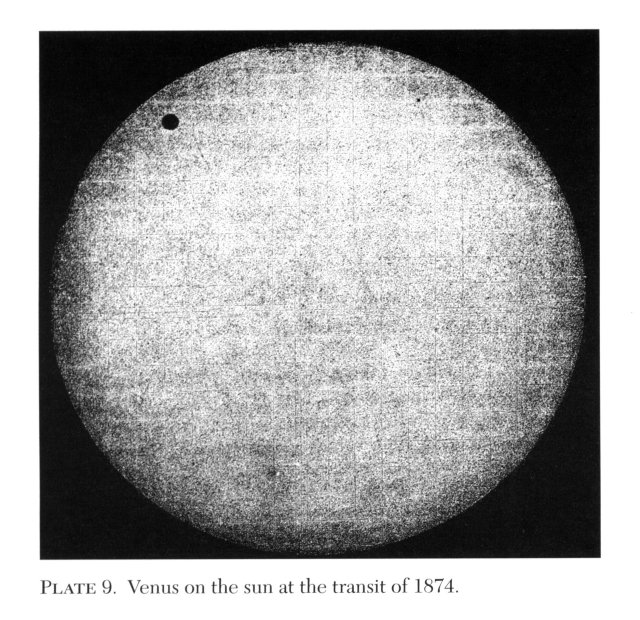 PLATE 9. Venus on the sun at the transit of 1874.